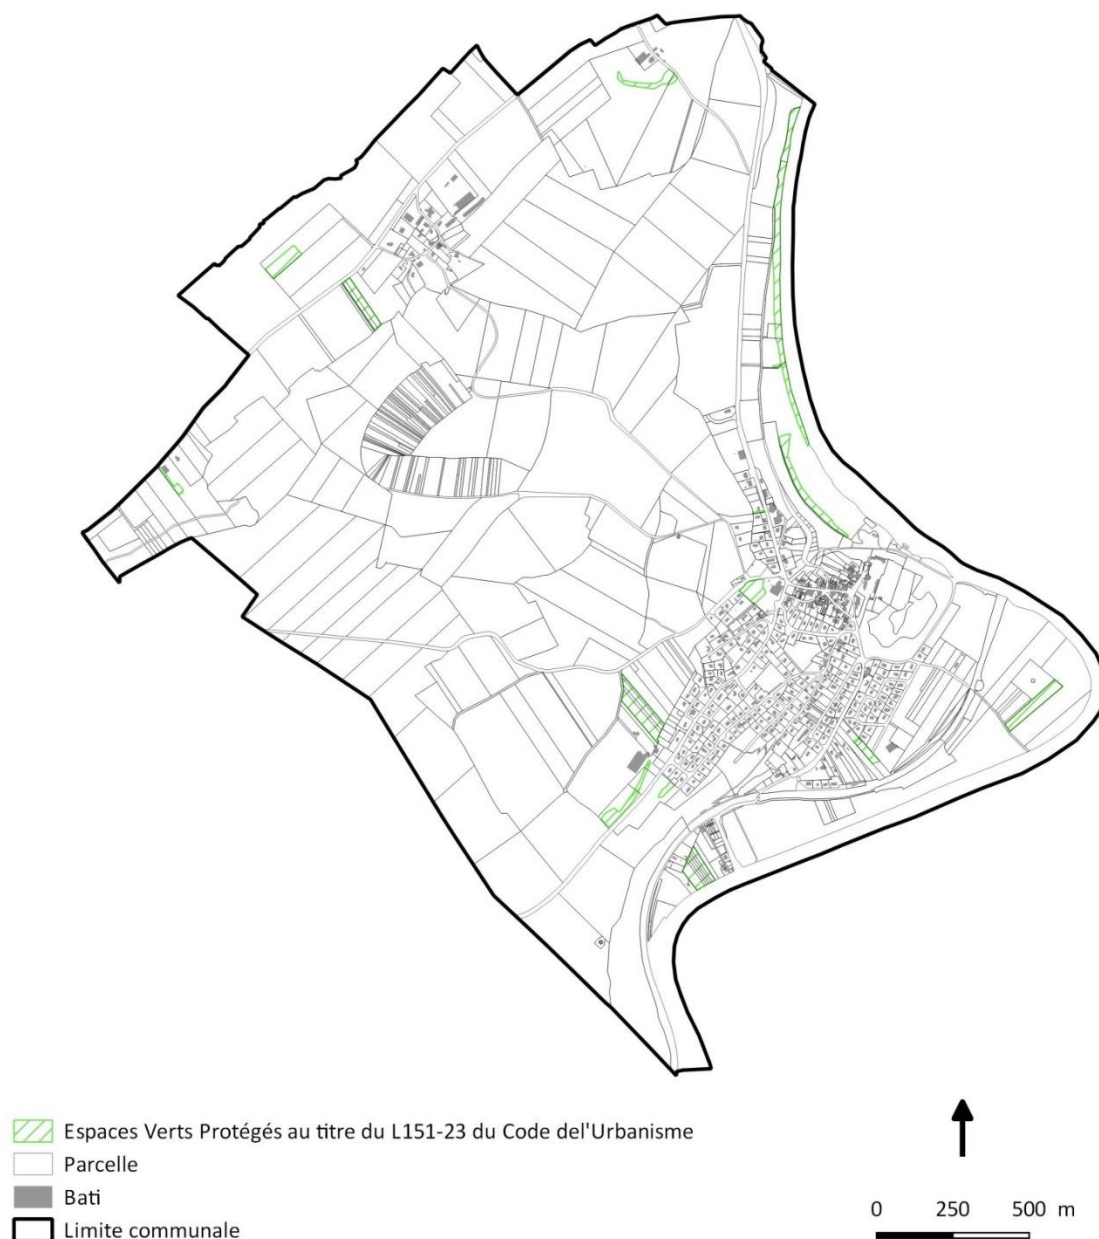 Espaces Verts Protégés au titre du L151-23 du Code del'Urbanisme
Parcelle
Bati
Limite communale
0 250 500 m